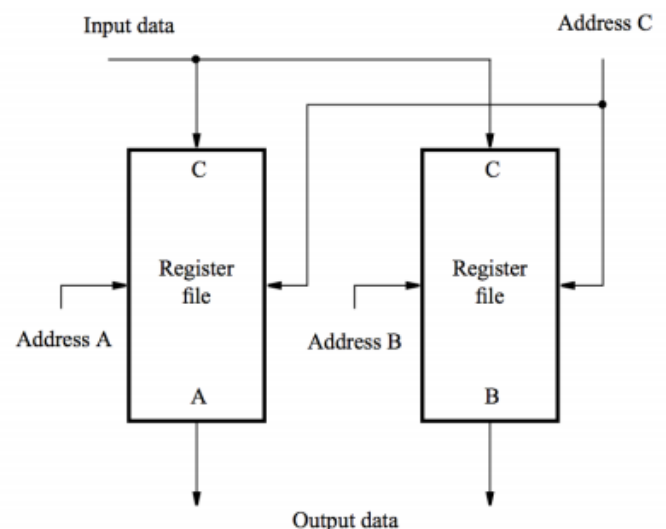 Input data
Address C
C
C
Register
file
Register
file
Address A
Address B
A
B
Output data